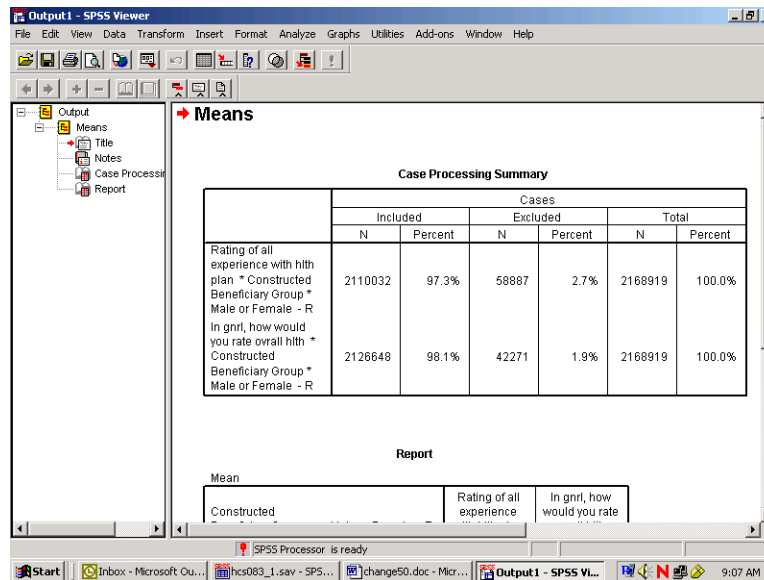 Output1 - SPSS Viewer
File Edit View Data Transform Insert Format Analyze Graphs Utilities Add-ons Window Help
Output
Means
Title
Notes
Case Processin
Report
Means
Case Processing Summary
Cases
Included Excluded Total
N Percent N Percent N Percent
Rating of all
experience with hlth
plan * Constructed
Beneficiary Group *
Male or Female - R
2110032 97.3% 58887 2.7% 2168919 100.0%
In gnrl, how would
you rate ovrall hlth *
Constructed
Beneficiary Group *
Male or Female - R
2126648 98.1% 42271 1.9% 2168919 100.0%
Report
Mean
Rating of all In gnrl, how
Constructed experience would you rate
SPSS Processor is ready
Start Inbox - Microsoft Ou... hcs083_1.sav - SPS... change50.doc - Micr... Output1 - SPSS Vi... N 9:07 AM